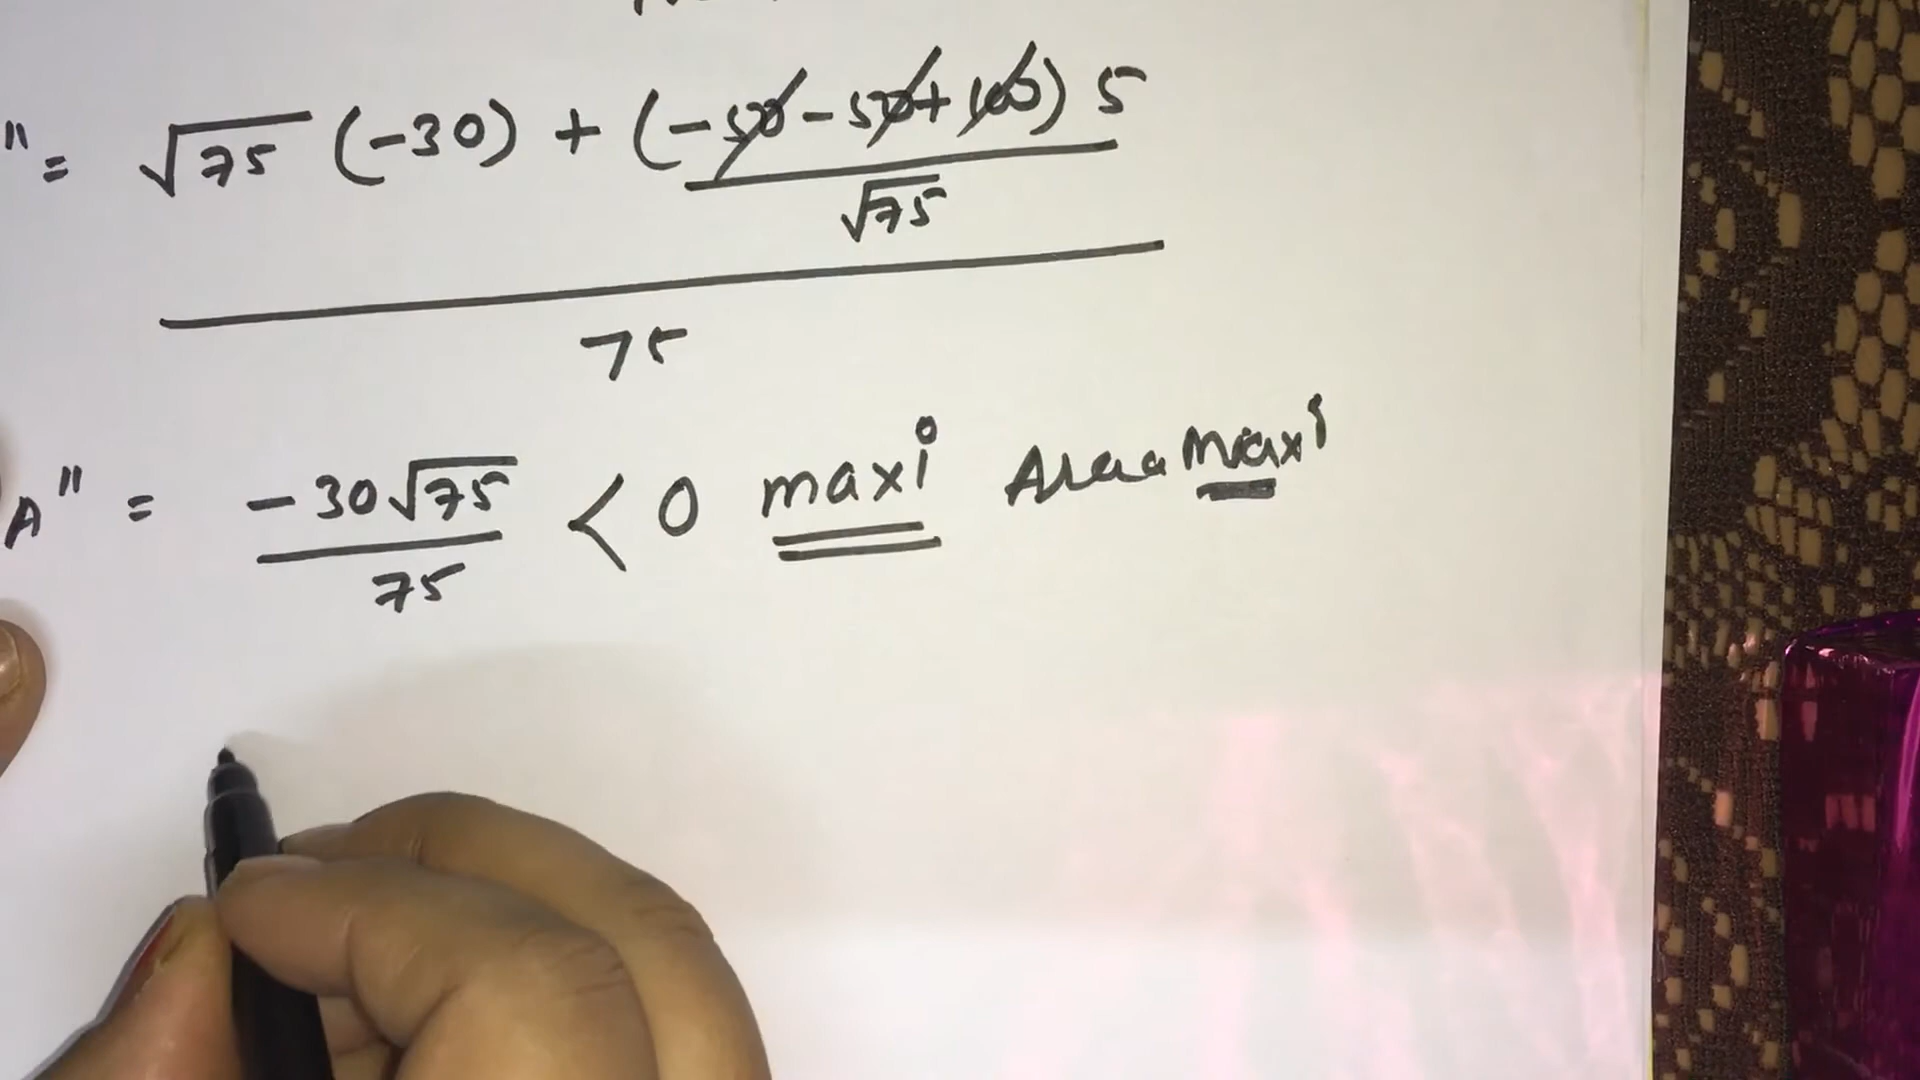 " = √75 (-30) + (-50 - 50 + 100) 5
√75
75
A" = -30√75 < 0 maxi Area maxi
75